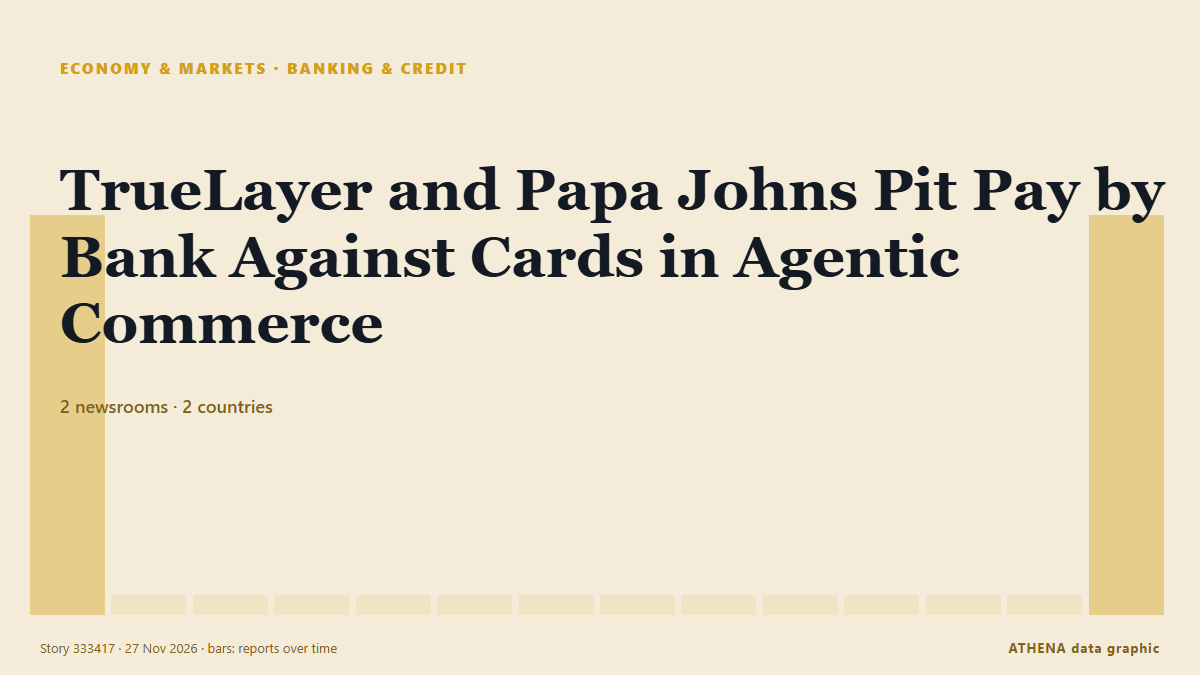 ECONOMY & MARKETS · BANKING & CREDIT
TrueLayer and Papa Johns Pit Pay by
Bank Against Cards in Agentic
Commerce
2 newsrooms · 2 countries
Story 333417 · 27 Nov 2026 · bars: reports over time
ATHENA data graphic